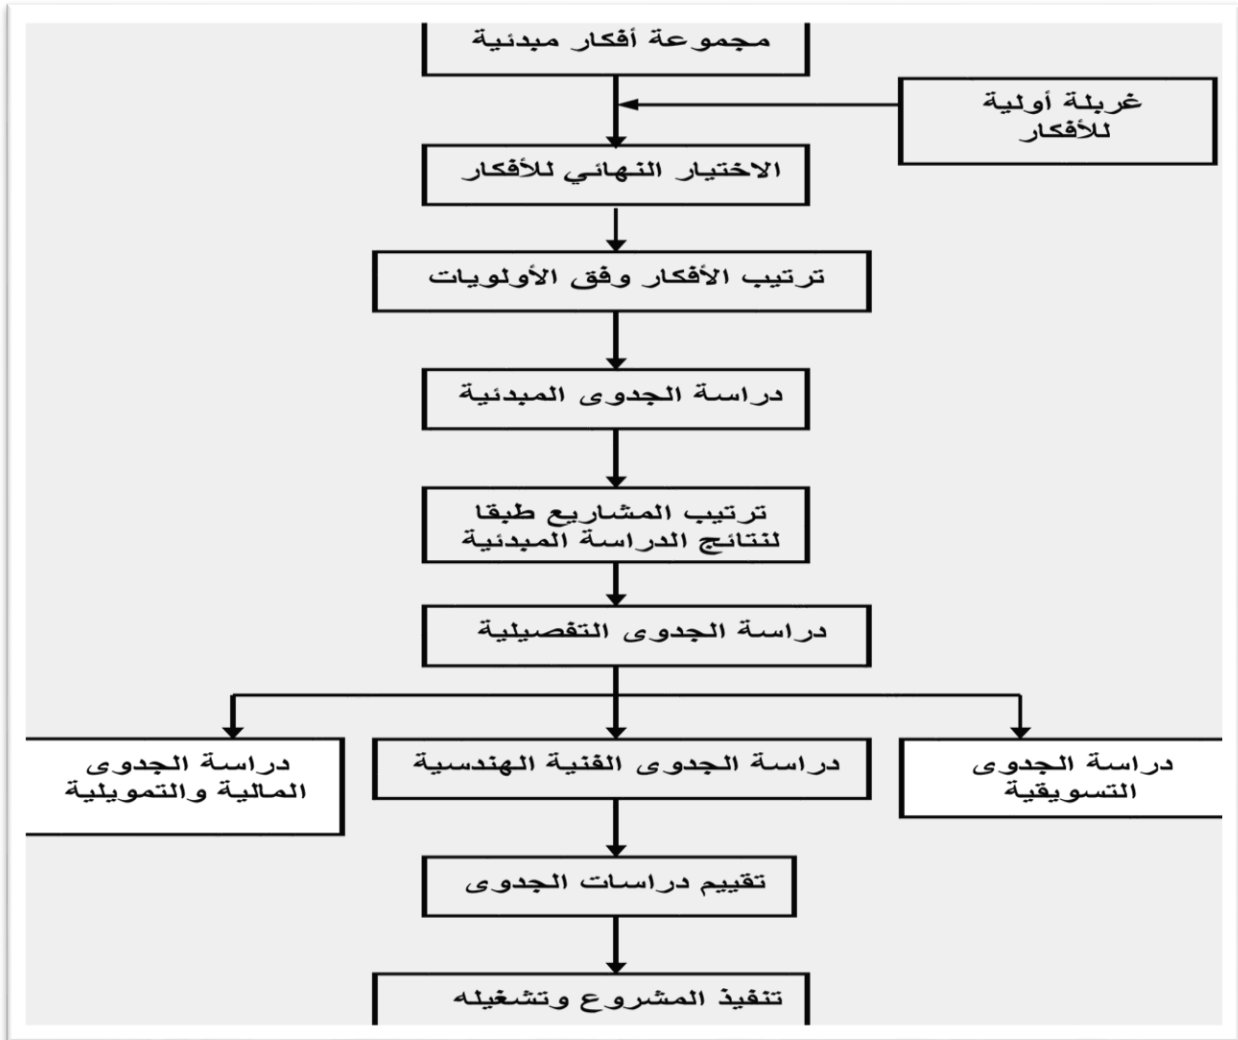 مجموعة أفكار مبدئية
غربلة أولية
للأفكار
الاختيار النهائي للأفكار
ترتيب الأفكار وفق الأولويات
دراسة الجدوى المبدئية
ترتيب المشاريع طبقا
لنتائج الدراسة المبدئية
دراسة الجدوى التفصيلية
دراسة الجدوى
التسويقية
دراسة الجدوى الفنية الهندسية
دراسة الجدوى
المالية والتمويلية
تقييم دراسات الجدوى
تنفيذ المشروع وتشغيله